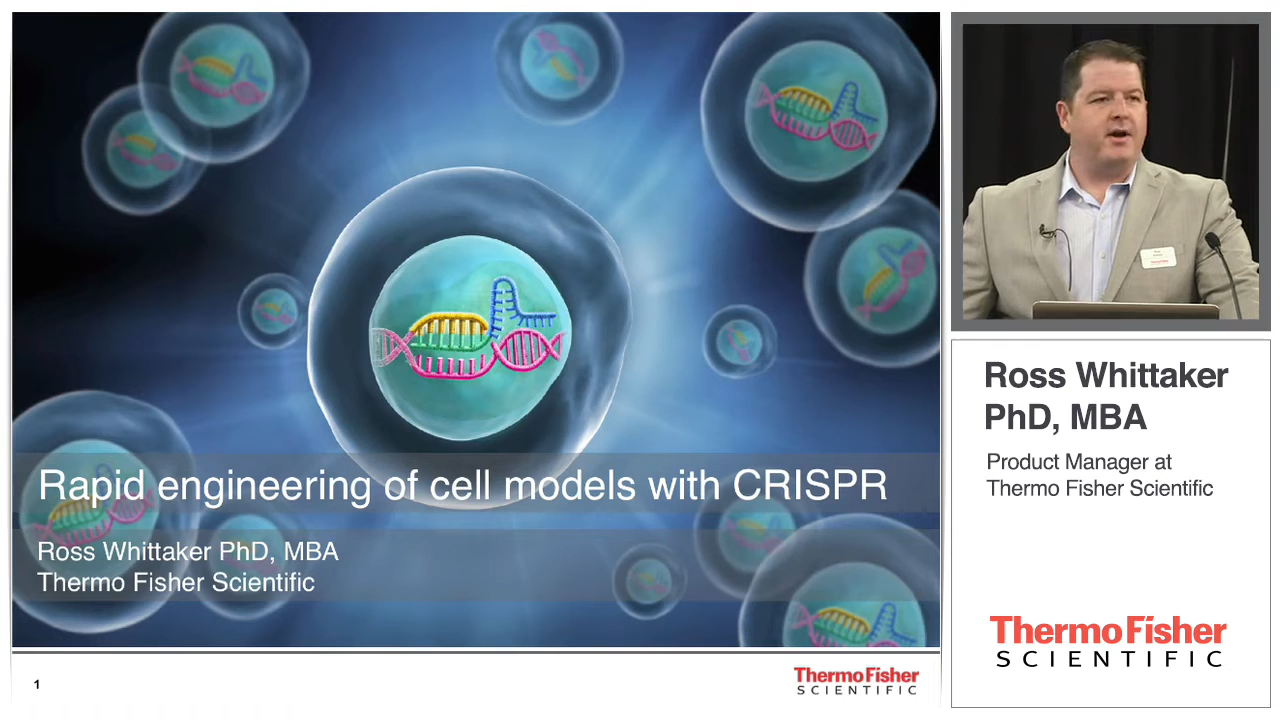 Rapid engineering of cell models with CRISPR
Ross Whittaker PhD, MBA
Thermo Fisher Scientific
1
ThermoFisher
SCIENTIFIC
Ross Whittaker
PhD, MBA
Product Manager at
Thermo Fisher Scientific
ThermoFisher
SCIENTIFIC